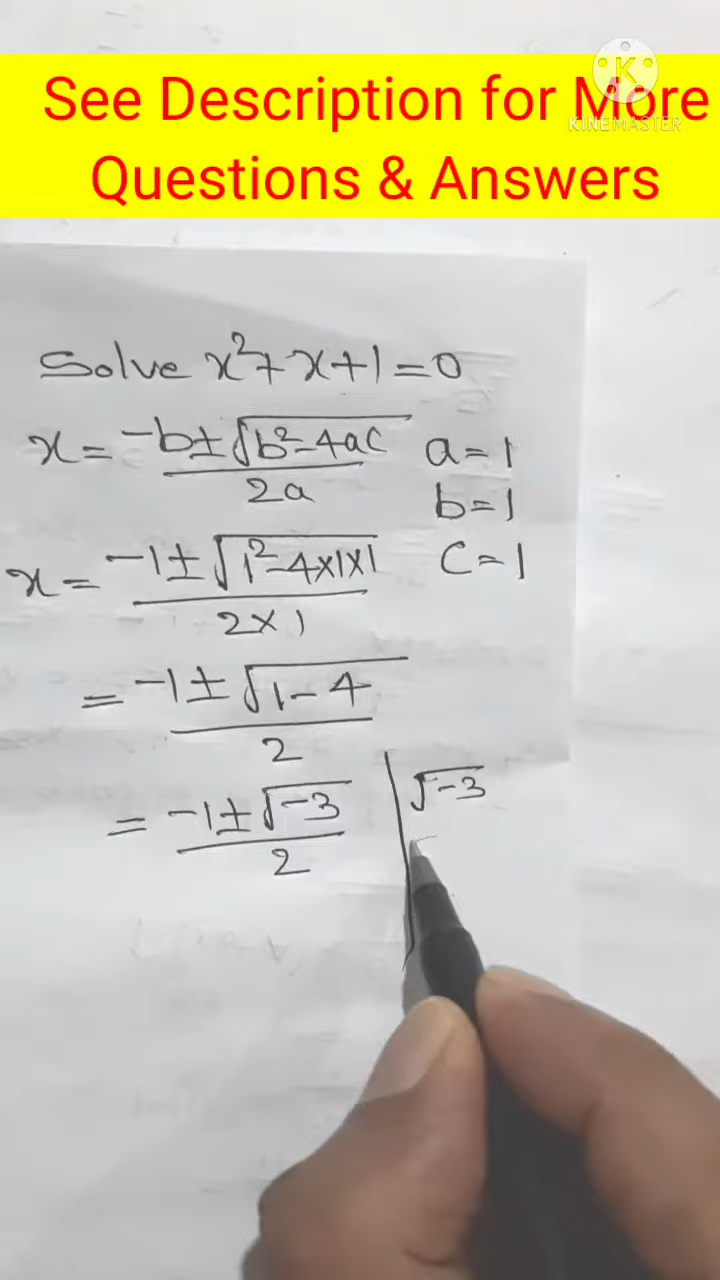 See Description for More
Questions & Answers
KINEMASTER
Solve x²+x+1=0
x = -b±√b²-4ac / 2a
a=1
b=1
c=1
x = -1±√1²-4×1×1 / 2×1
= -1±√1-4 / 2
= -1±√-3 / 2
√-3